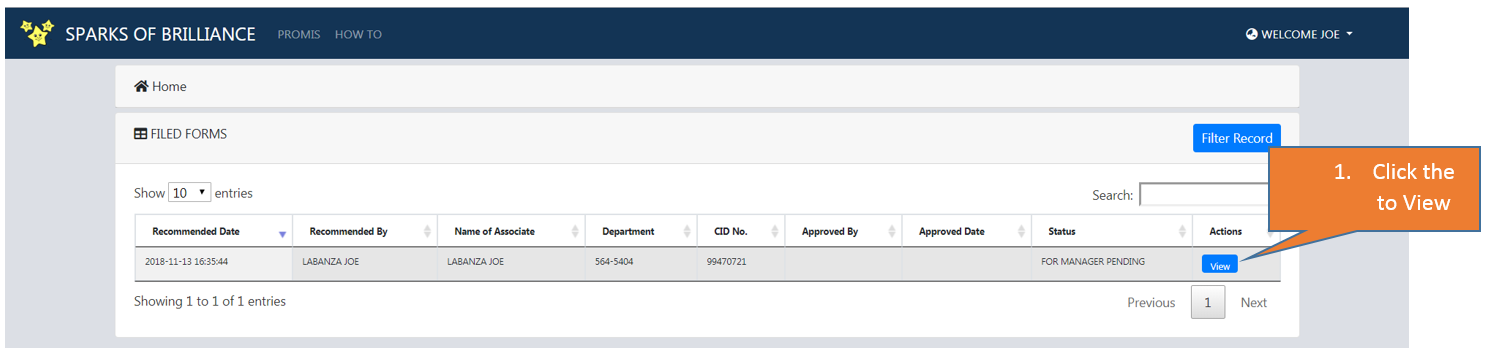 SPARKS OF BRILLIANCE PROMIS HOW TO WELCOME JOE
Home
FILED FORMS
Filter Record
1. Click the
to View
Show 10 entries
Search:
Recommended Date Recommended By Name of Associate Department CID No. Approved By Approved Date Status Actions
2018-11-13 16:35:44 LABANZA JOE LABANZA JOE 564-5404 99470721 FOR MANAGER PENDING View
Showing 1 to 1 of 1 entries
Previous 1 Next